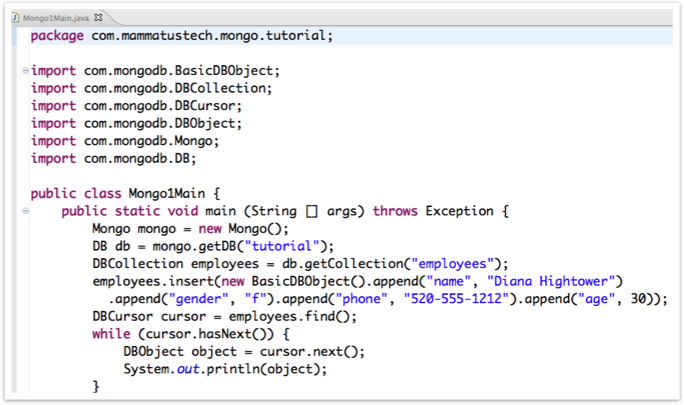 Mongo1Main.java
package com.mammatustech.mongo.tutorial;
import com.mongodb.BasicDBObject;
import com.mongodb.DBCollection;
import com.mongodb.DBCursor;
import com.mongodb.DBObject;
import com.mongodb.Mongo;
import com.mongodb.DB;
public class Mongo1Main {
public static void main (String [] args) throws Exception {
Mongo mongo = new Mongo();
DB db = mongo.getDB("tutorial");
DBCollection employees = db.getCollection("employees");
employees.insert(new BasicDBObject().append("name", "Diana Hightower")
.append("gender", "f").append("phone", "520-555-1212").append("age", 30));
DBCursor cursor = employees.find();
while (cursor.hasNext()) {
DBObject object = cursor.next();
System.out.println(object);
}